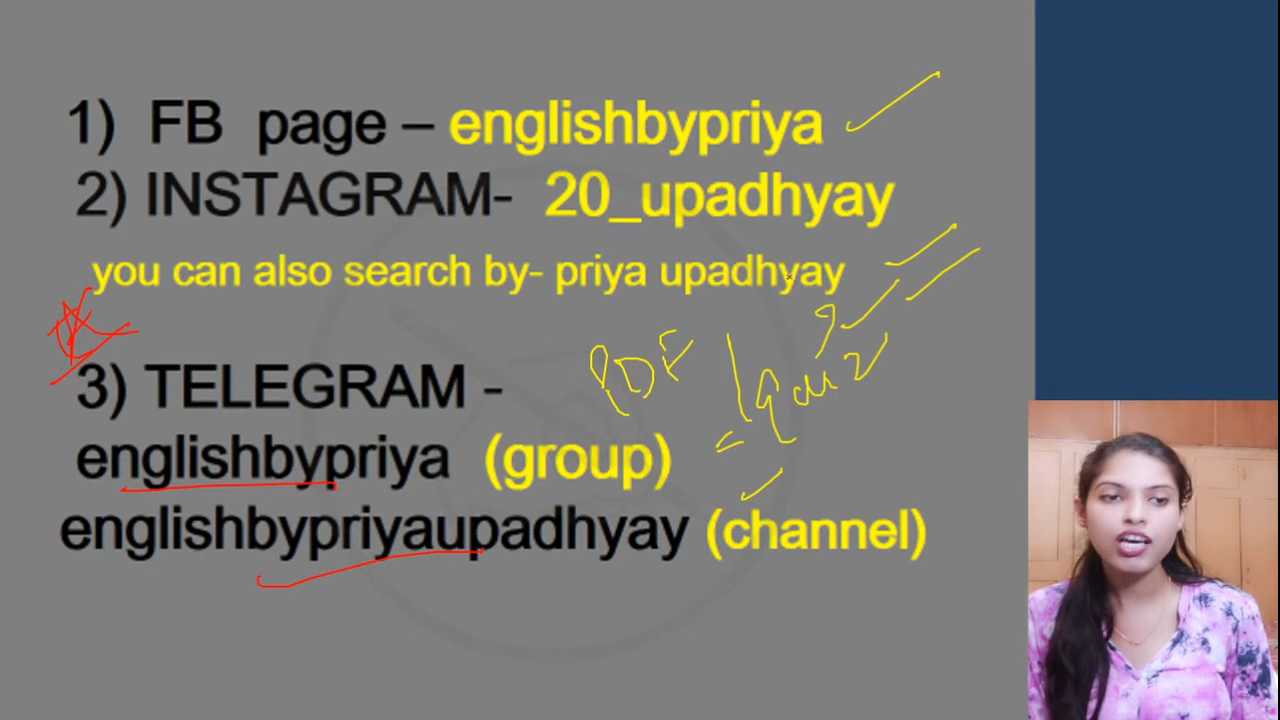 1) FB page – englishbypriya
2) INSTAGRAM- 20_upadhyay
you can also search by- priya upadhyay
PDF / Quiz
3) TELEGRAM -
englishbypriya (group)
englishbypriyaupadhyay (channel)